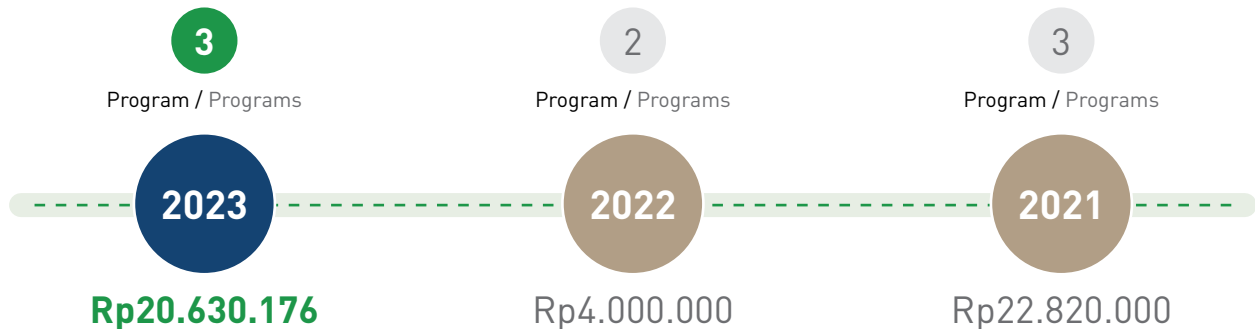 3 2 3
Program / Programs Program / Programs Program / Programs
2023 2022 2021
Rp20.630.176 Rp4.000.000 Rp22.820.000